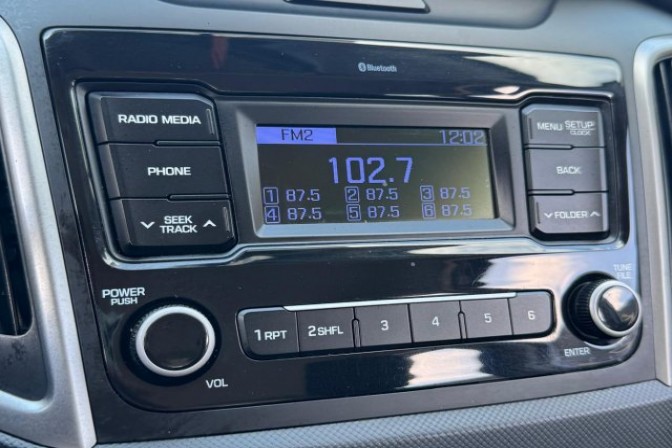 Bluetooth
RADIO MEDIA
PHONE
SEEK
TRACK
FM2 12:02
102.7
1 87.5 2 87.5 3 87.5
4 87.5 5 87.5 6 87.5
MENU SETUP
CLOCK
BACK
FOLDER
POWER
PUSH
VOL
1 RPT 2 SHFL 3 4 5 6
TUNE
FILE
ENTER